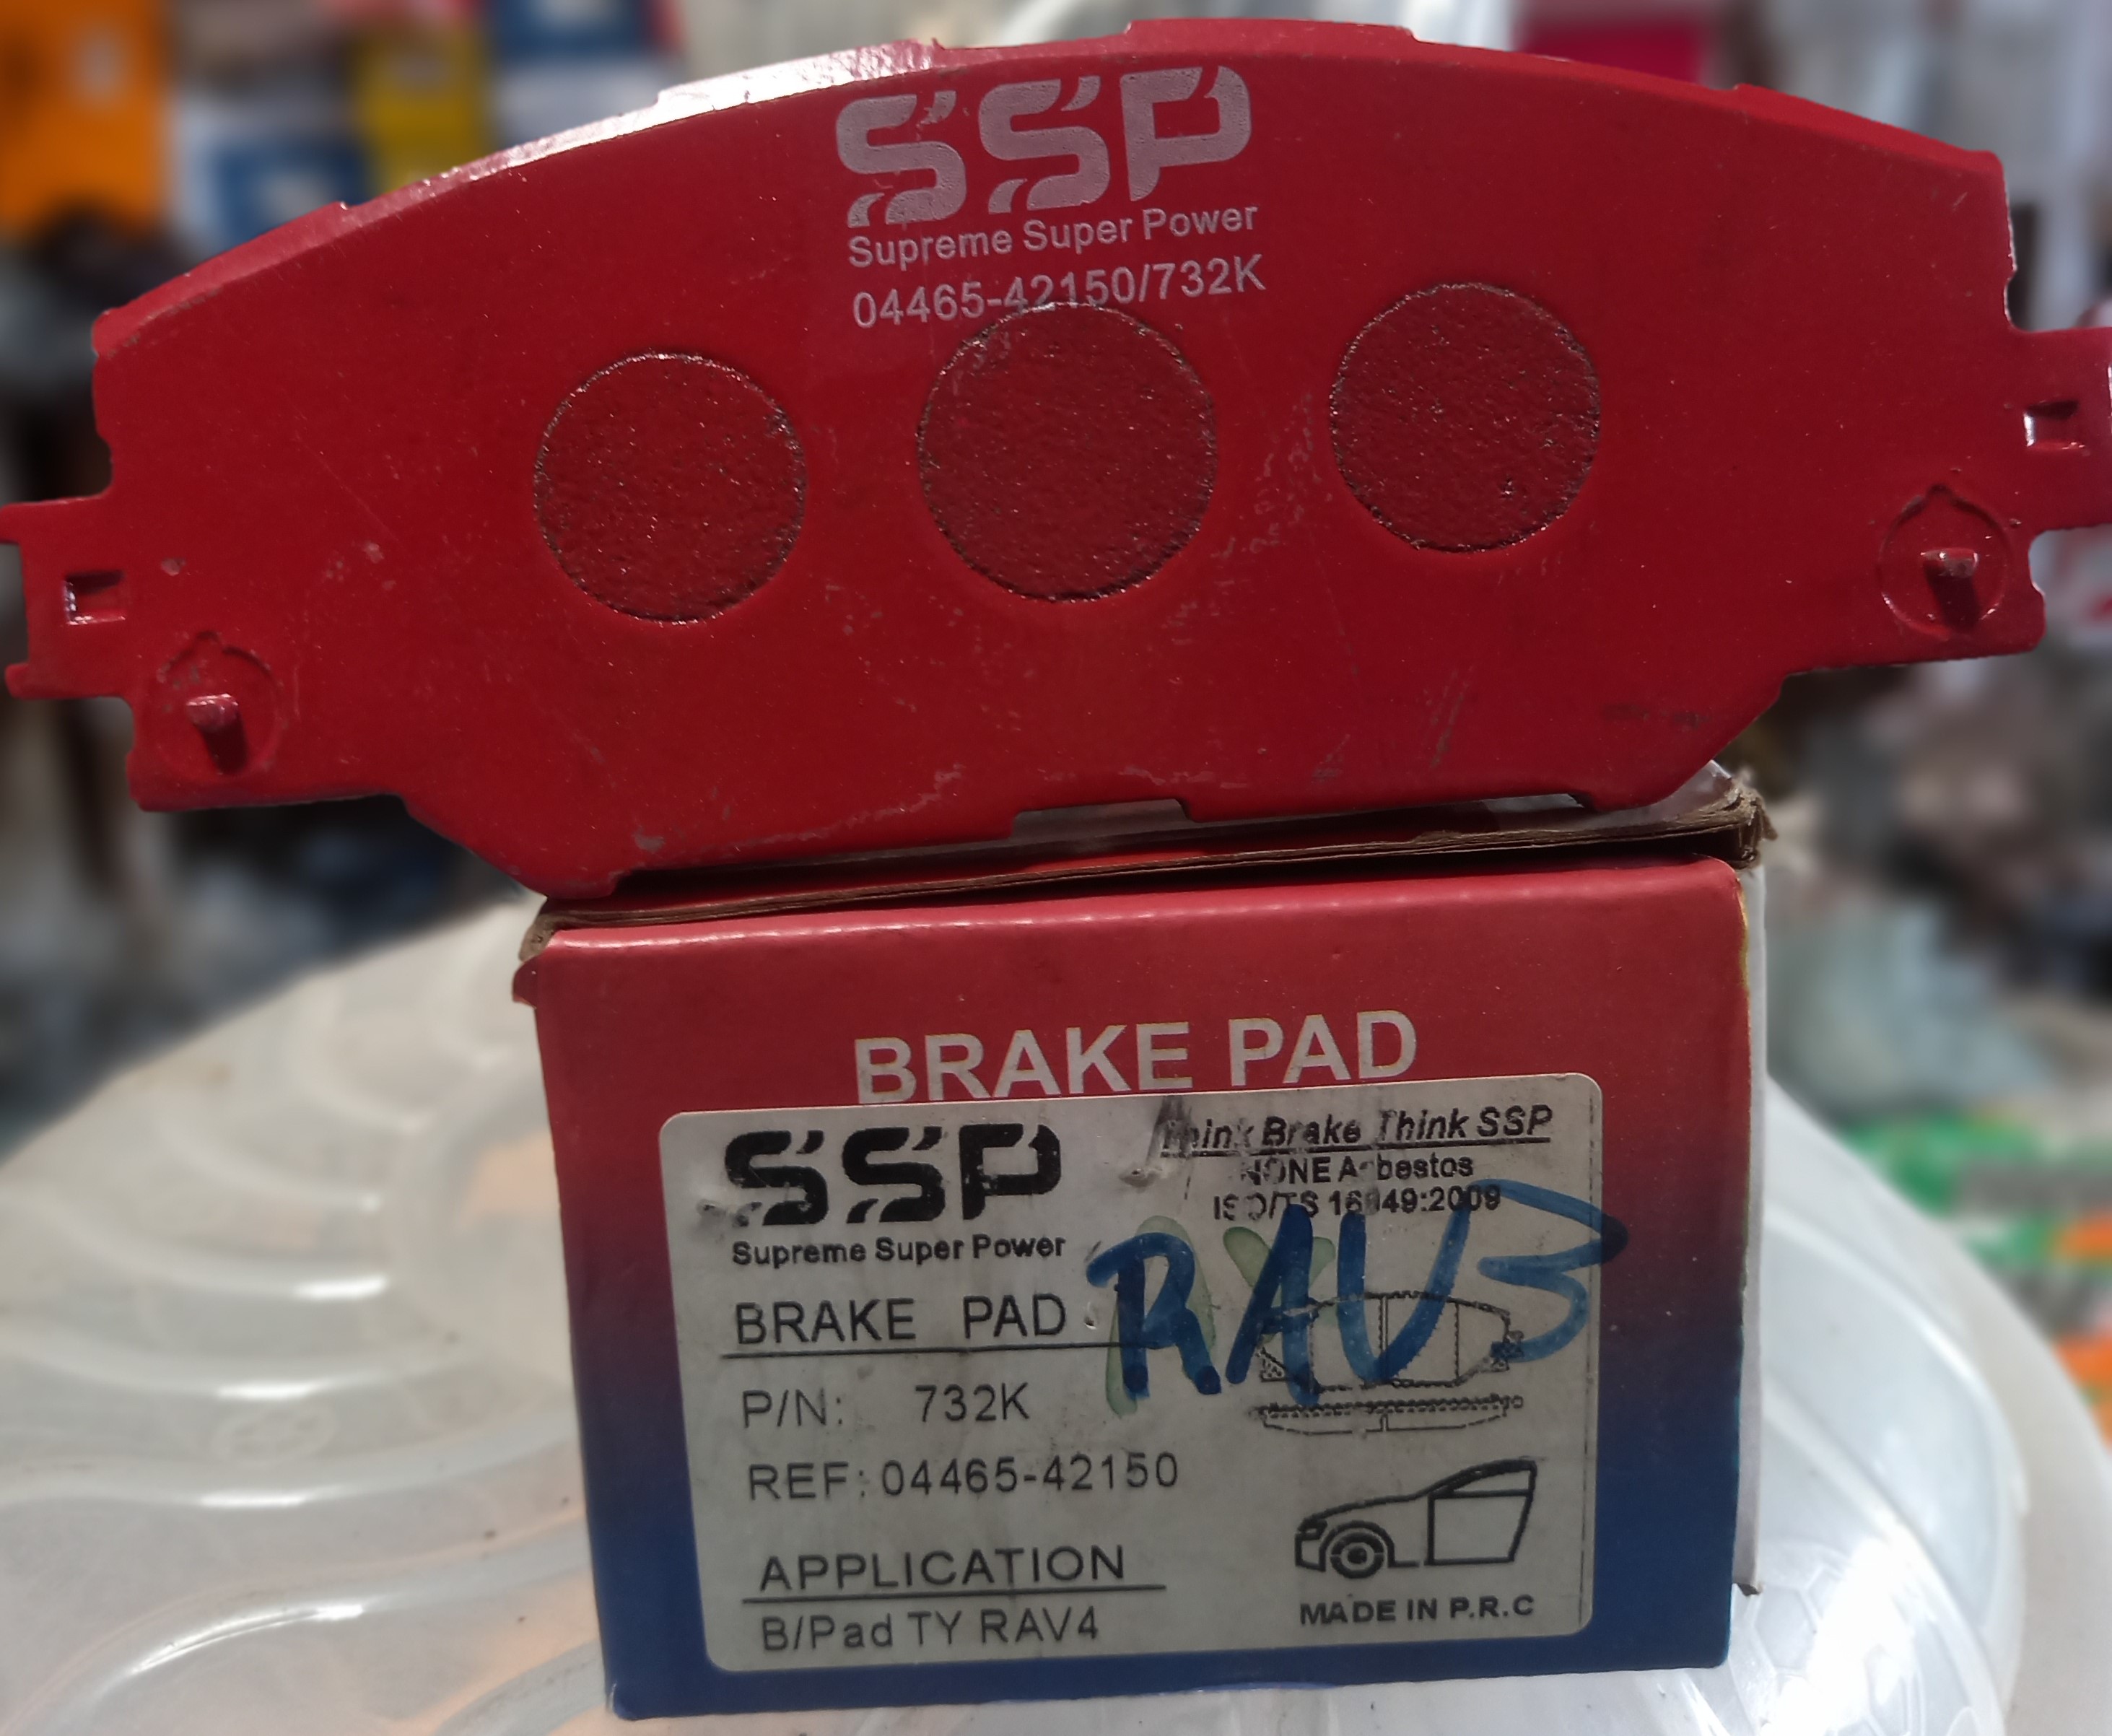 SSP
Supreme Super Power
04465-42150/732K
BRAKE PAD
SSP
Supreme Super Power
Think Brake Think SSP
NONE Asbestos
ISO/TS 16949:2009
RAV3
BRAKE PAD
P/N: 732K
REF: 04465-42150
APPLICATION
B/Pad TY RAV4
MADE IN P.R.C